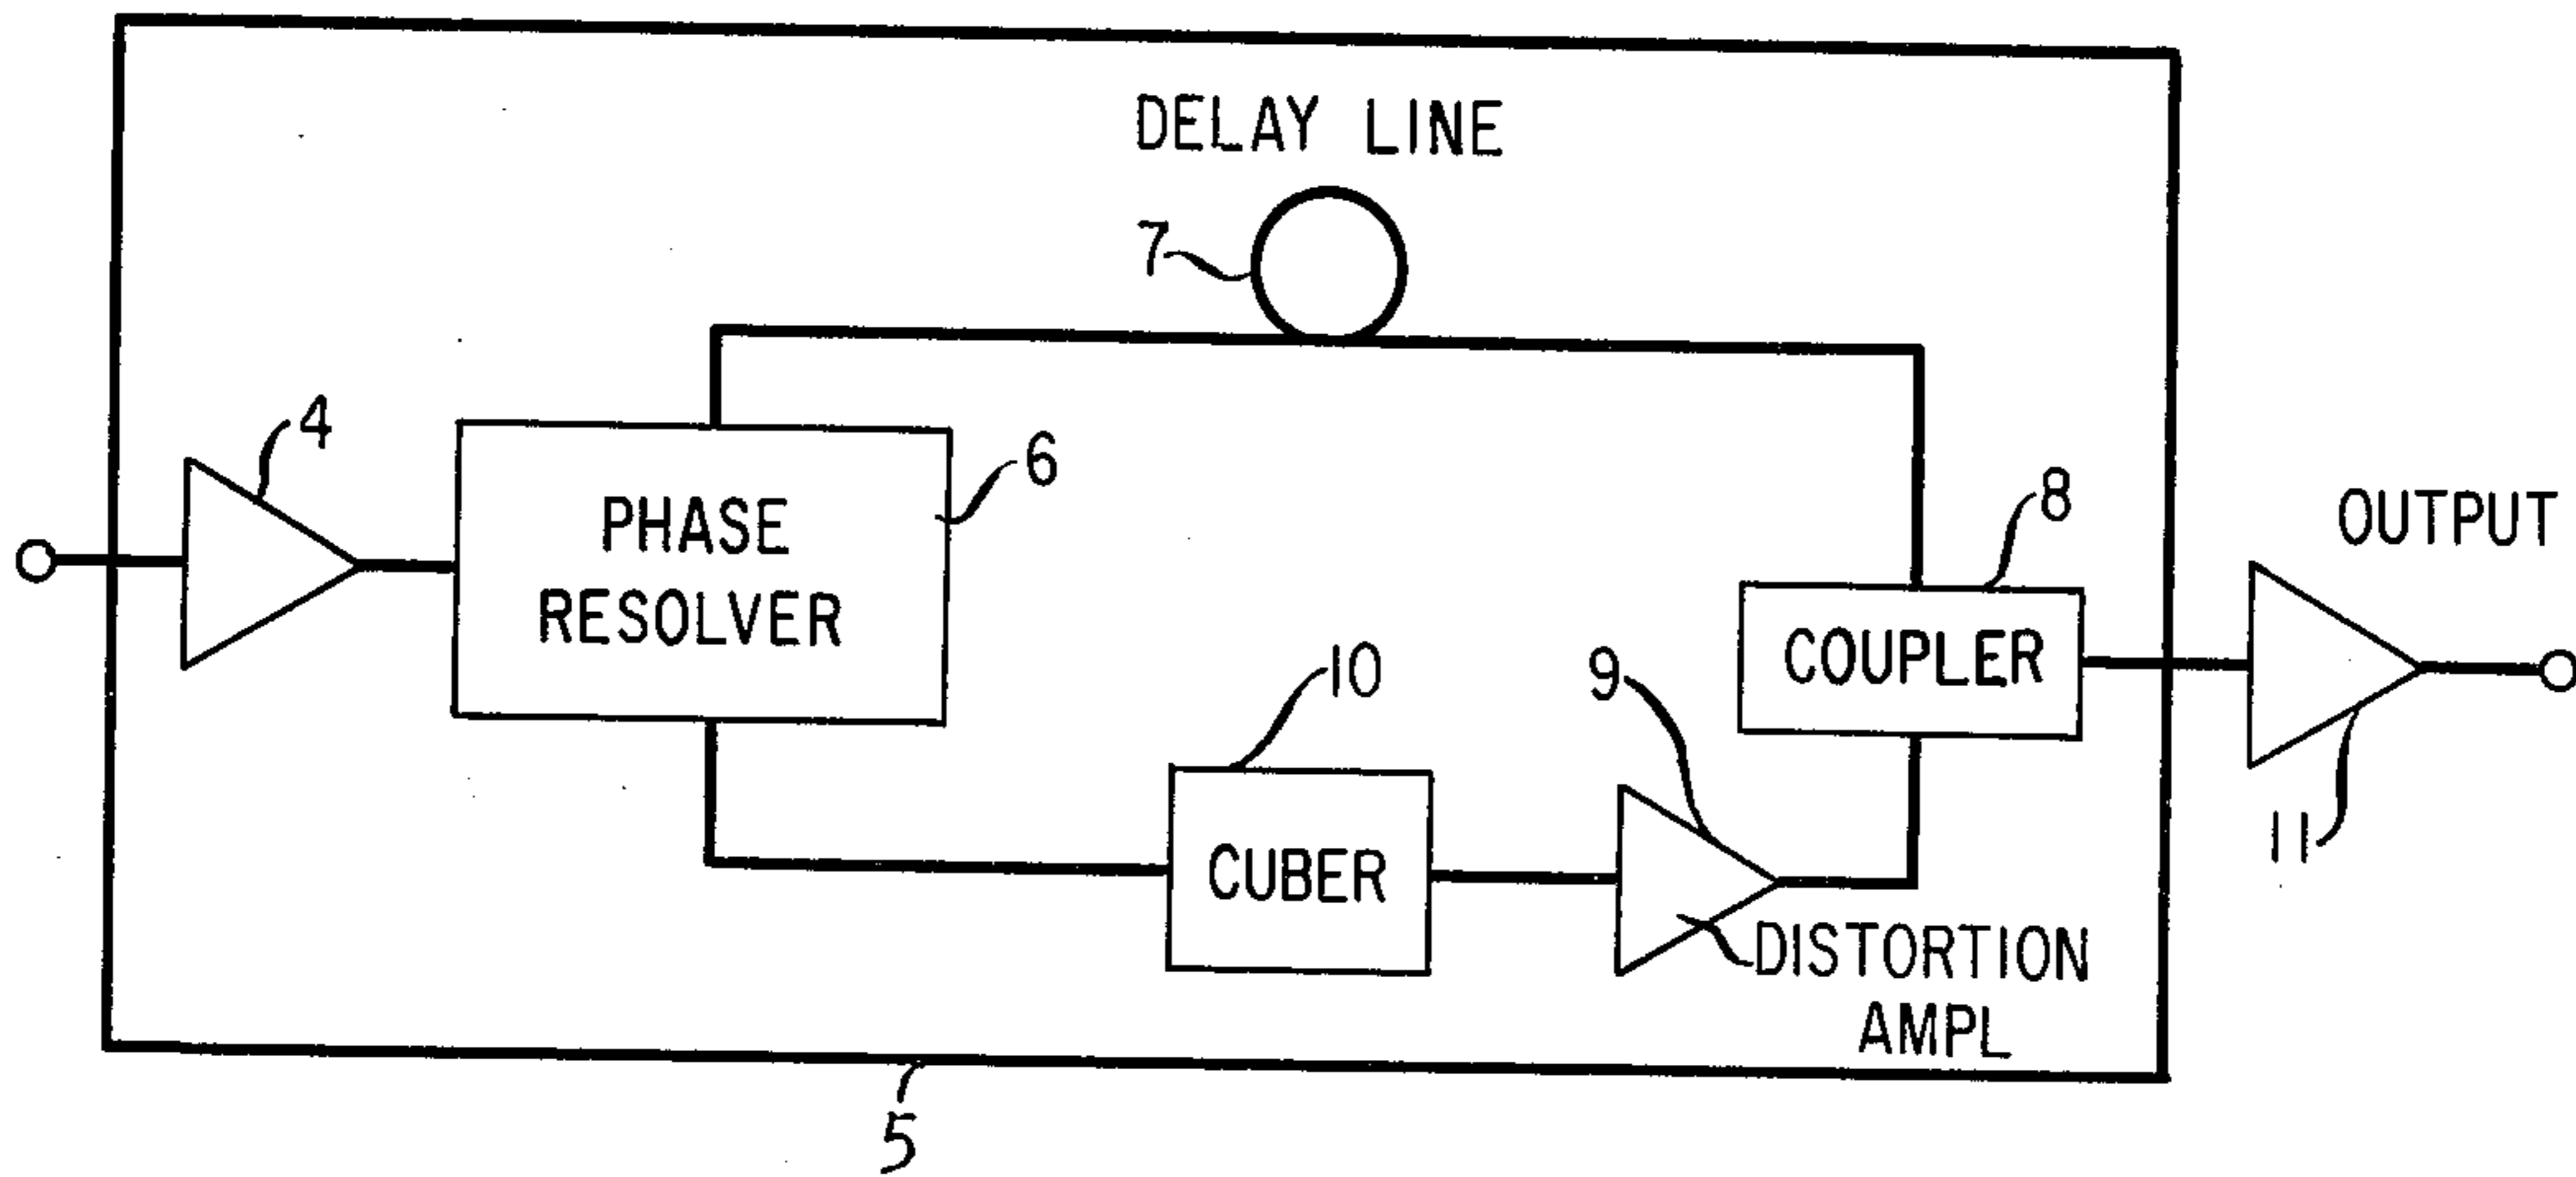 DELAY LINE
7
4
6
PHASE
RESOLVER
8
OUTPUT
COUPLER
10
9
11
CUBER
DISTORTION
AMPL
5